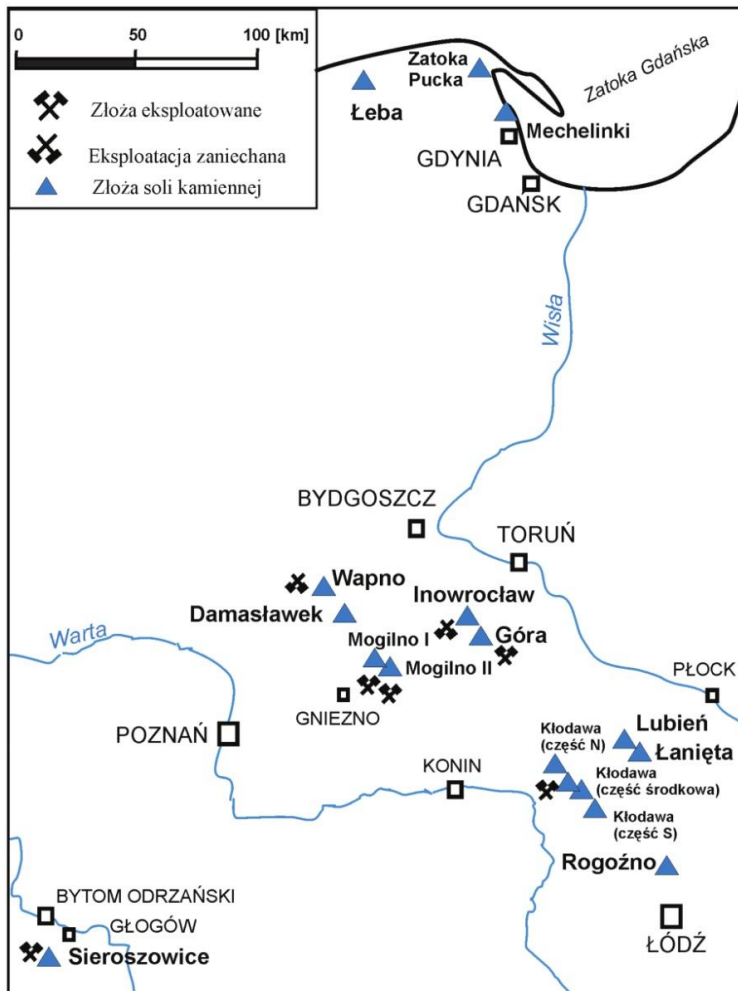 0 50 100 [km]
Złoża eksploatowane
Eksploatacja zaniechana
Złoża soli kamiennej
Zatoka
Pucka
Łeba
Zatoka Gdańska
Mechelinki
GDYNIA
GDAŃSK
Wisła
BYDGOSZCZ
TORUŃ
Wapno
Damasławek
Inowrocław
Góra
Mogilno I
Mogilno II
Warta
GNIEZNO
PŁOCK
POZNAŃ
Lubień
Łanięta
Kłodawa
(część N)
Kłodawa
(część środkowa)
Kłodawa
(część S)
KONIN
Rogoźno
ŁÓDŹ
BYTOM ODRZAŃSKI
GŁOGÓW
Sieroszowice